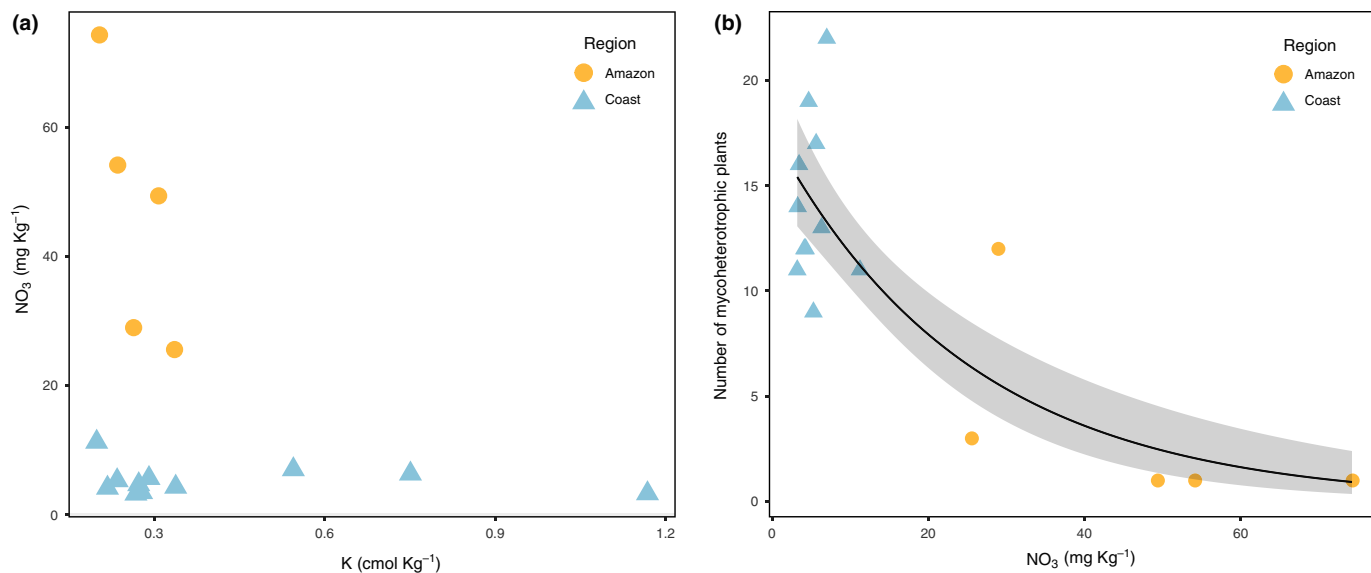 (a)
Region
Amazon
Coast
NO₃ (mg Kg⁻¹)
60
40
20
0
0.3 0.6 0.9 1.2
K (cmol Kg⁻¹)
(b)
Region
Amazon
Coast
Number of mycoheterotrophic plants
20
15
10
5
0
0 20 40 60
NO₃ (mg Kg⁻¹)